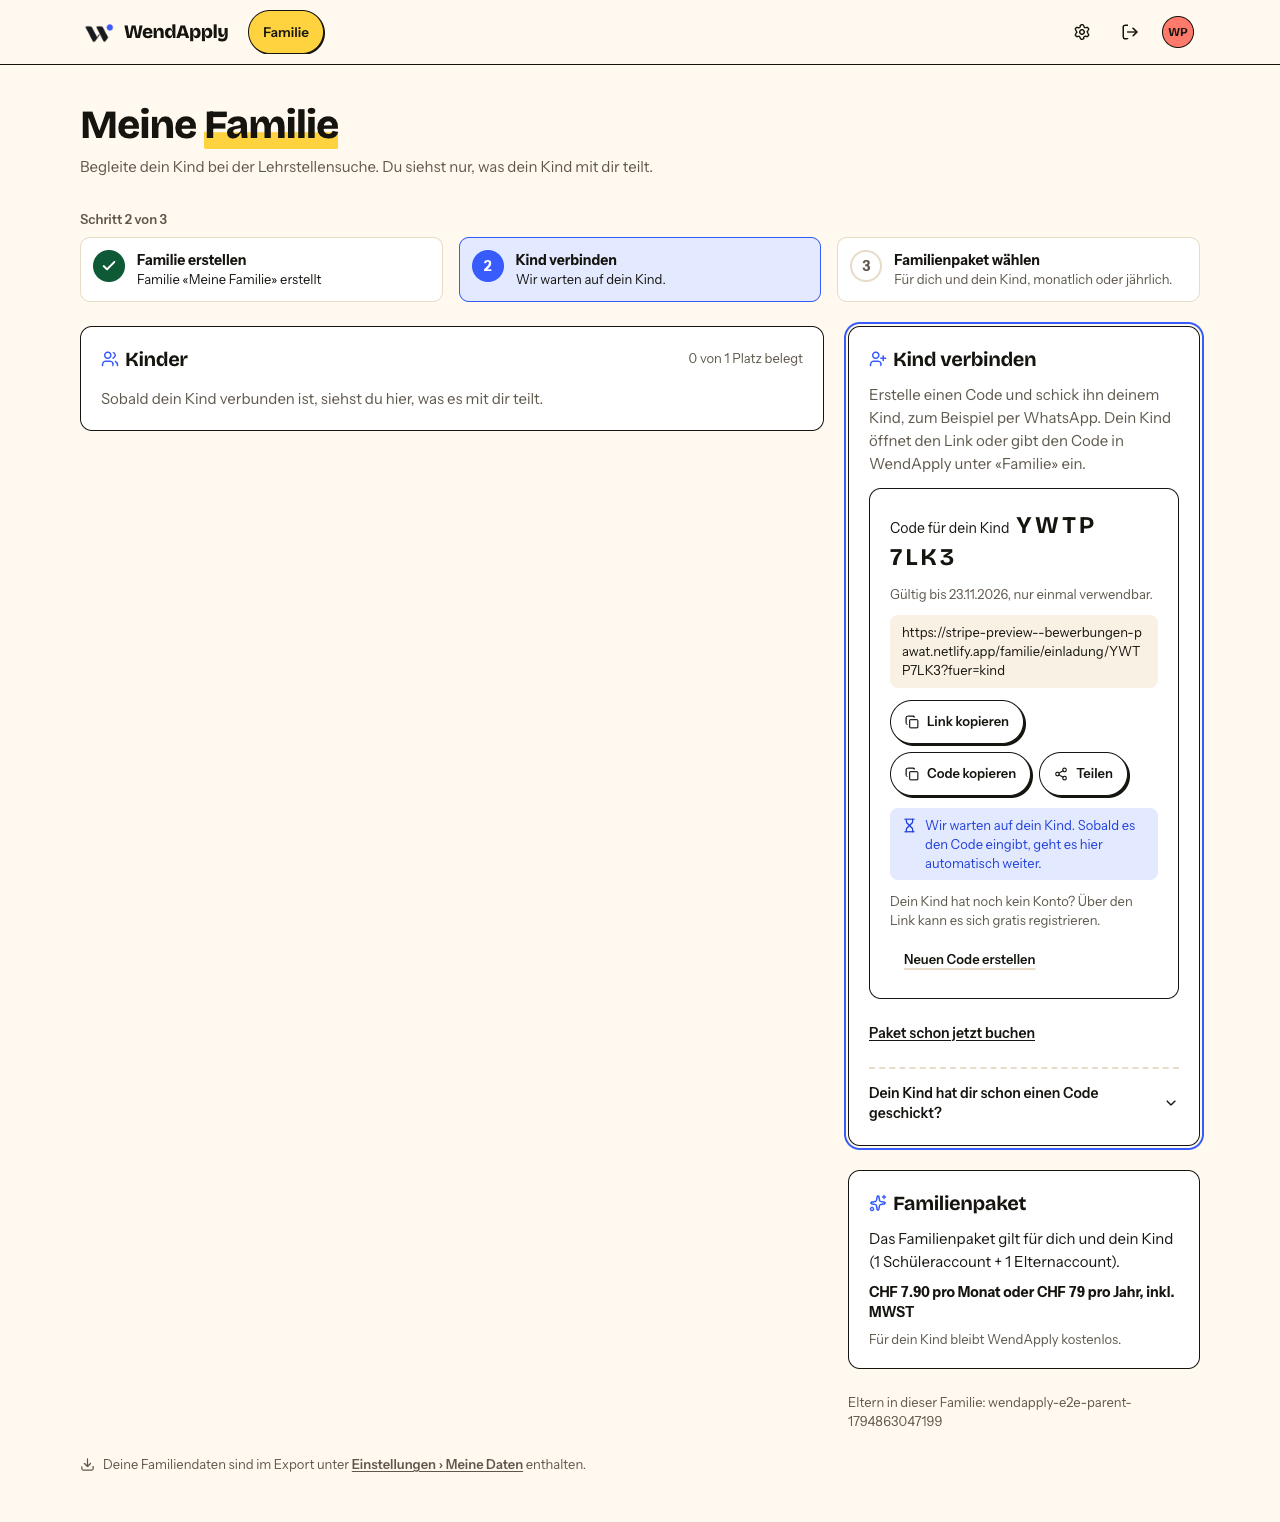 WendApply
Familie
WP
Meine Familie
Begleite dein Kind bei der Lehrstellensuche. Du siehst nur, was dein Kind mit dir teilt.
Schritt 2 von 3
Familie erstellen
Familie «Meine Familie» erstellt
2
Kind verbinden
Wir warten auf dein Kind.
3
Familienpaket wählen
Für dich und dein Kind, monatlich oder jährlich.
Kinder
0 von 1 Platz belegt
Sobald dein Kind verbunden ist, siehst du hier, was es mit dir teilt.
Kind verbinden
Erstelle einen Code und schick ihn deinem
Kind, zum Beispiel per WhatsApp. Dein Kind
öffnet den Link oder gibt den Code in
WendApply unter «Familie» ein.
Code für dein Kind YWTP
7LK3
Gültig bis 23.11.2026, nur einmal verwendbar.
https://stripe-preview--bewerbungen-p
awat.netlify.app/familie/einladung/YWT
P7LK3?fuer=kind
Link kopieren
Code kopieren
Teilen
Wir warten auf dein Kind. Sobald es
den Code eingibt, geht es hier
automatisch weiter.
Dein Kind hat noch kein Konto? Über den
Link kann es sich gratis registrieren.
Neuen Code erstellen
Paket schon jetzt buchen
Dein Kind hat dir schon einen Code
geschickt?
Familienpaket
Das Familienpaket gilt für dich und dein Kind
(1 Schüleraccount + 1 Elternaccount).
CHF 7.90 pro Monat oder CHF 79 pro Jahr, inkl.
MWST
Für dein Kind bleibt WendApply kostenlos.
Eltern in dieser Familie: wendapply-e2e-parent-
1794863047199
Deine Familiendaten sind im Export unter Einstellungen › Meine Daten enthalten.